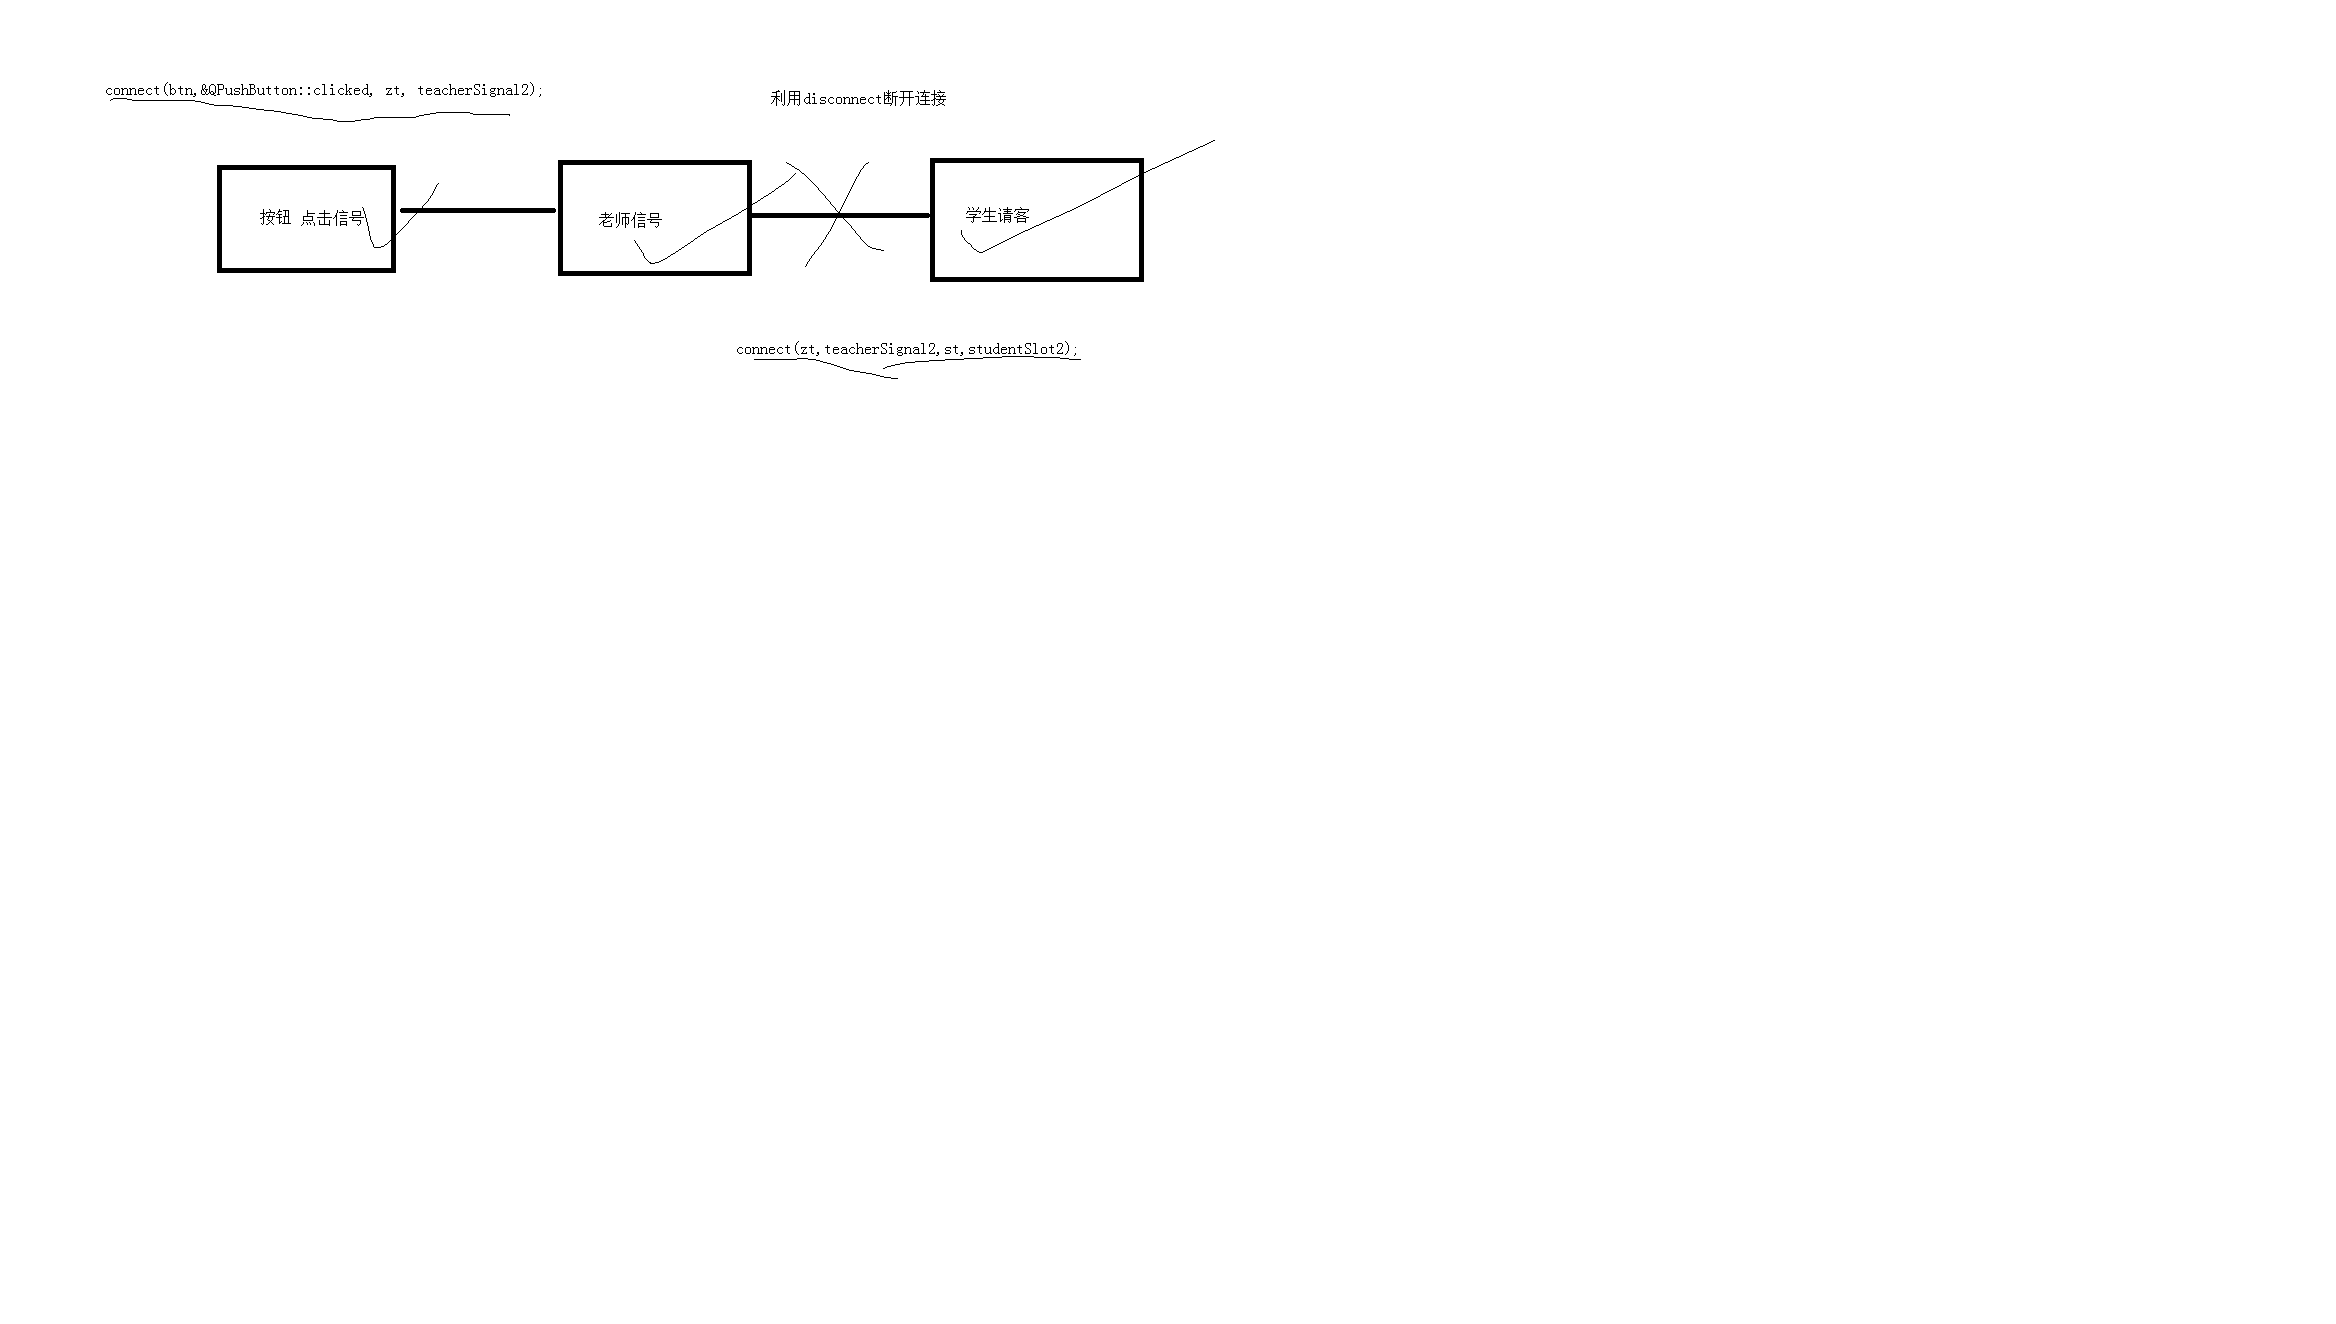 connect(btn,&QPushButton::clicked, zt, teacherSignal2);
利用disconnect断开连接
按钮 点击信号
老师信号
学生请客
connect(zt,teacherSignal2,st,studentSlot2);